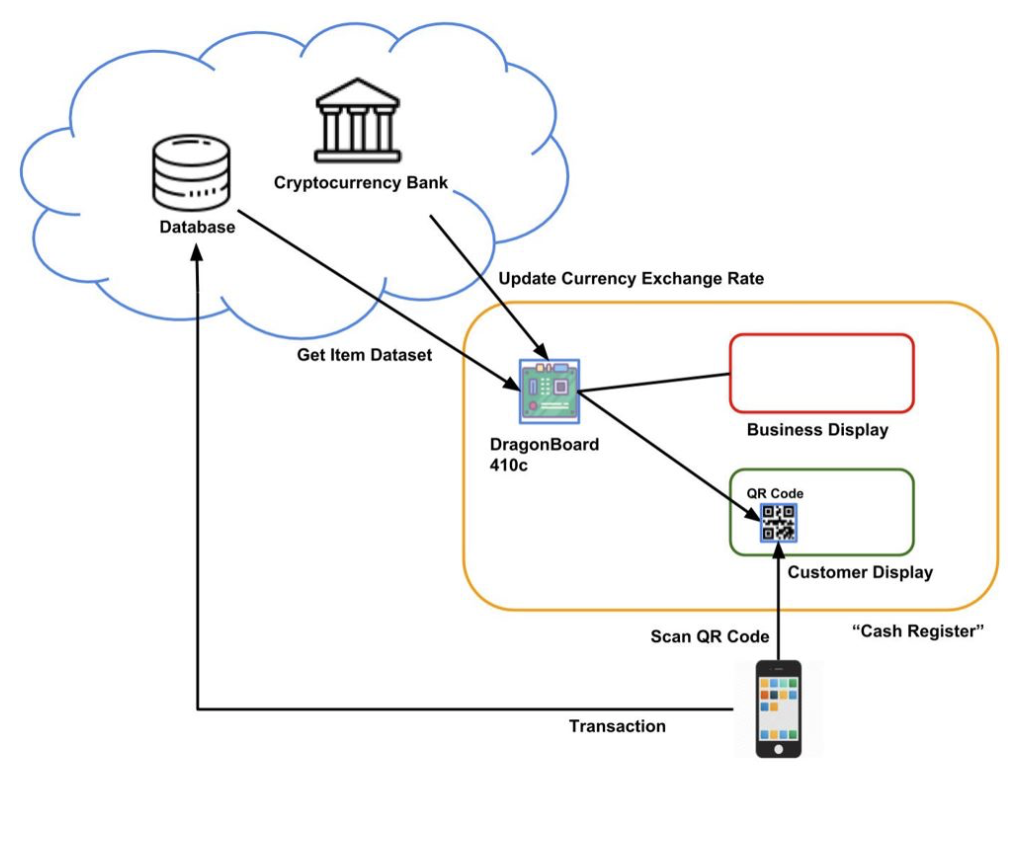 Cryptocurrency Bank
Database
Update Currency Exchange Rate
Get Item Dataset
DragonBoard
410c
Business Display
QR Code
Customer Display
Scan QR Code
“Cash Register”
Transaction